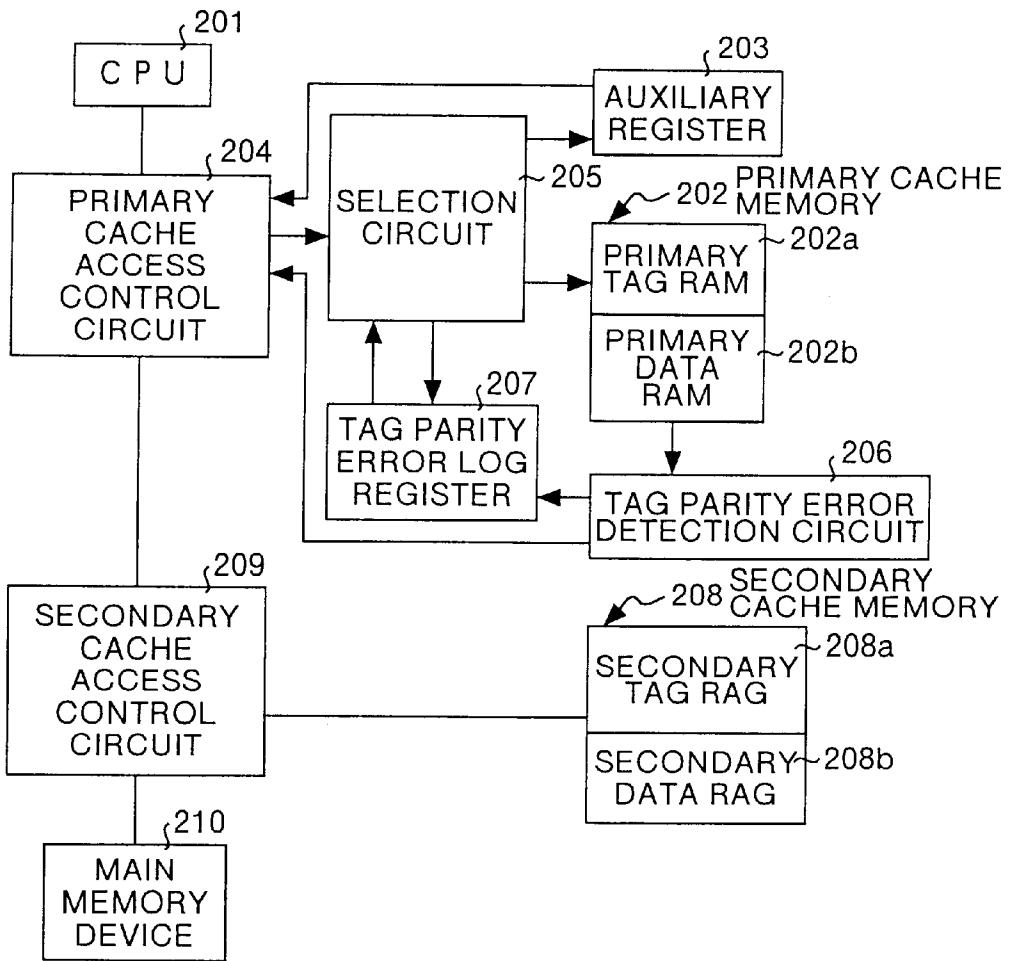 201
C P U
203
AUXILIARY
REGISTER
204
PRIMARY
CACHE
ACCESS
CONTROL
CIRCUIT
205
SELECTION
CIRCUIT
202
PRIMARY CACHE
MEMORY
202a
PRIMARY
TAG RAM
202b
PRIMARY
DATA
RAM
207
TAG PARITY
ERROR LOG
REGISTER
206
TAG PARITY ERROR
DETECTION CIRCUIT
209
SECONDARY
CACHE
ACCESS
CONTROL
CIRCUIT
208
SECONDARY
CACHE MEMORY
208a
SECONDARY
TAG RAG
208b
SECONDARY
DATA RAG
210
MAIN
MEMORY
DEVICE